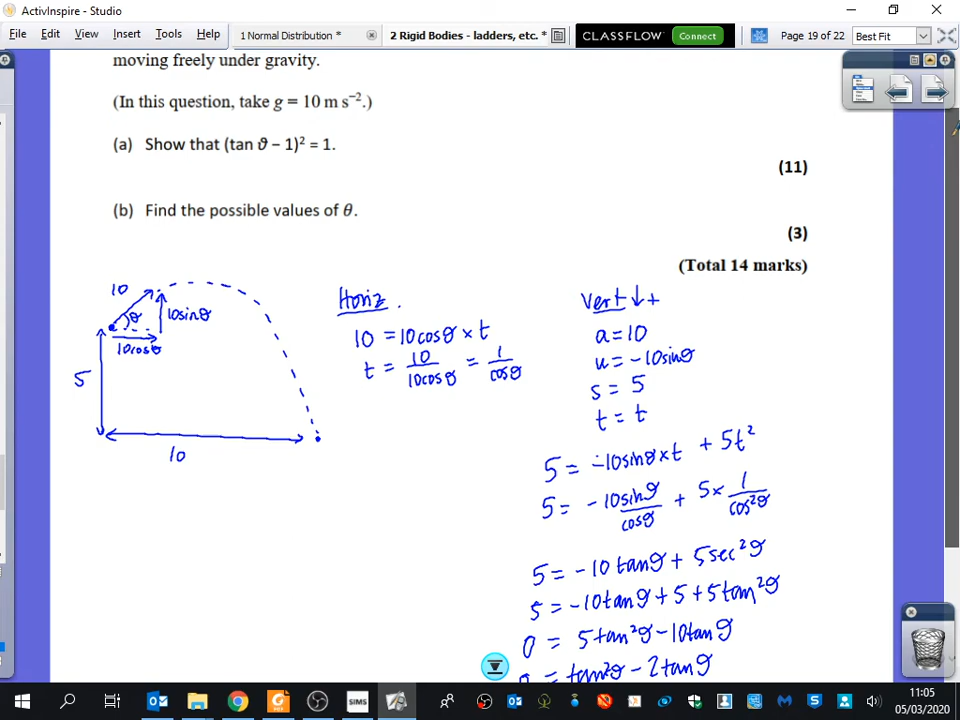 ActivInspire - Studio
File Edit View Insert Tools Help
1 Normal Distribution *
2 Rigid Bodies - ladders, etc. *
CLASSFLOW Connect
Page 19 of 22
Best Fit
moving freely under gravity.
(In this question, take g = 10 m s⁻².)
(a) Show that (tan ϑ − 1)² = 1.
(11)
(b) Find the possible values of θ.
(3)
(Total 14 marks)
10
θ
10sinθ
10cosθ
5
10
Horiz.
10 = 10cosθ × t
t = 10/10cosθ = 1/cosθ
Vert ↓+
a = 10
u = -10sinθ
s = 5
t = t
5 = -10sinθ × t + 5t²
5 = -10sinθ/cosθ + 5 × 1/cos²θ
5 = -10tanθ + 5sec²θ
5 = -10tanθ + 5 + 5tan²θ
0 = 5tan²θ - 10tanθ
0 = tan²θ - 2tanθ
SIMS
11:05
05/03/2020